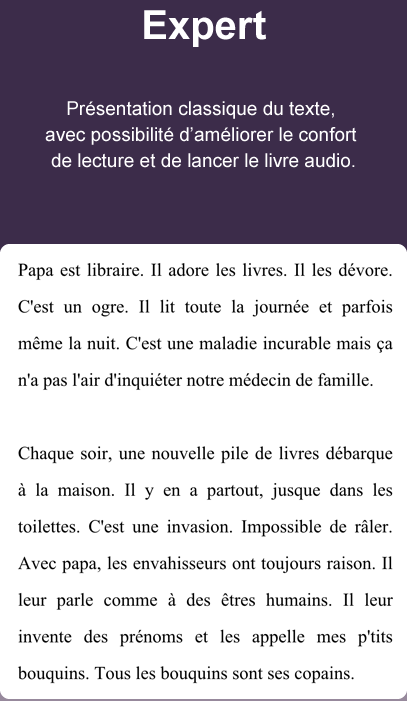 Expert
Présentation classique du texte,
avec possibilité d’améliorer le confort
de lecture et de lancer le livre audio.
Papa est libraire. Il adore les livres. Il les dévore.
C'est un ogre. Il lit toute la journée et parfois
même la nuit. C'est une maladie incurable mais ça
n'a pas l'air d'inquiéter notre médecin de famille.
Chaque soir, une nouvelle pile de livres débarque
à la maison. Il y en a partout, jusque dans les
toilettes. C'est une invasion. Impossible de râler.
Avec papa, les envahisseurs ont toujours raison. Il
leur parle comme à des êtres humains. Il leur
invente des prénoms et les appelle mes p'tits
bouquins. Tous les bouquins sont ses copains.